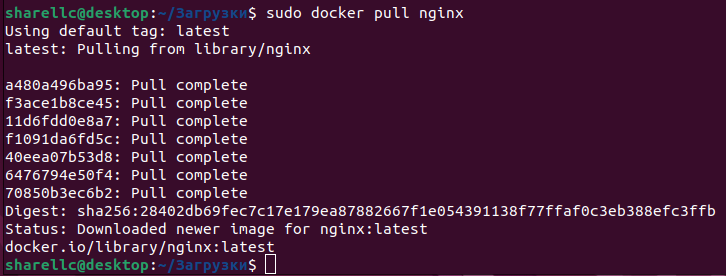 sharellc@desktop:~/Загрузки$ sudo docker pull nginx
Using default tag: latest
latest: Pulling from library/nginx
a480a496ba95: Pull complete
f3ace1b8ce45: Pull complete
11d6fdd0e8a7: Pull complete
f1091da6fd5c: Pull complete
40eea07b53d8: Pull complete
6476794e50f4: Pull complete
70850b3ec6b2: Pull complete
Digest: sha256:28402db69fec7c17e179ea87882667f1e054391138f77ffaf0c3eb388efc3ffb
Status: Downloaded newer image for nginx:latest
docker.io/library/nginx:latest
sharellc@desktop:~/Загрузки$